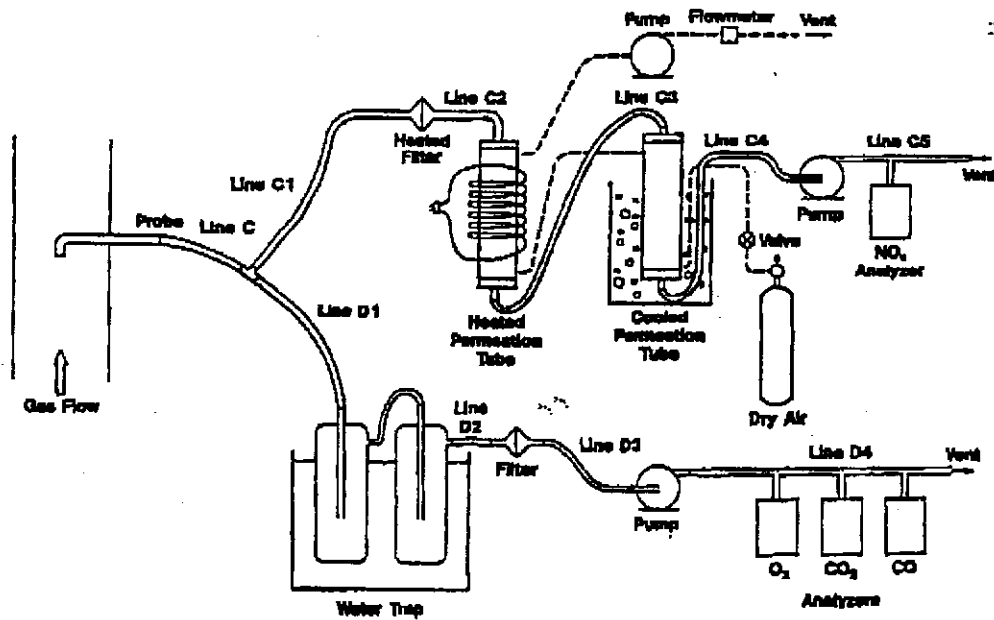 Pump
Flowmeter
Vent
Line C2
Line C3
Heated
Filter
Line C4
Line C5
Vent
Line C1
Pump
Probe
Line C
Valve
NOx
Analyzer
Line D1
Heated
Permeation
Tube
Cooled
Permeation
Tube
Gas Flow
Dry Air
Line
D2
Filter
Line D3
Line D4
Vent
Pump
O2
CO2
CO
Analyzers
Water Trap